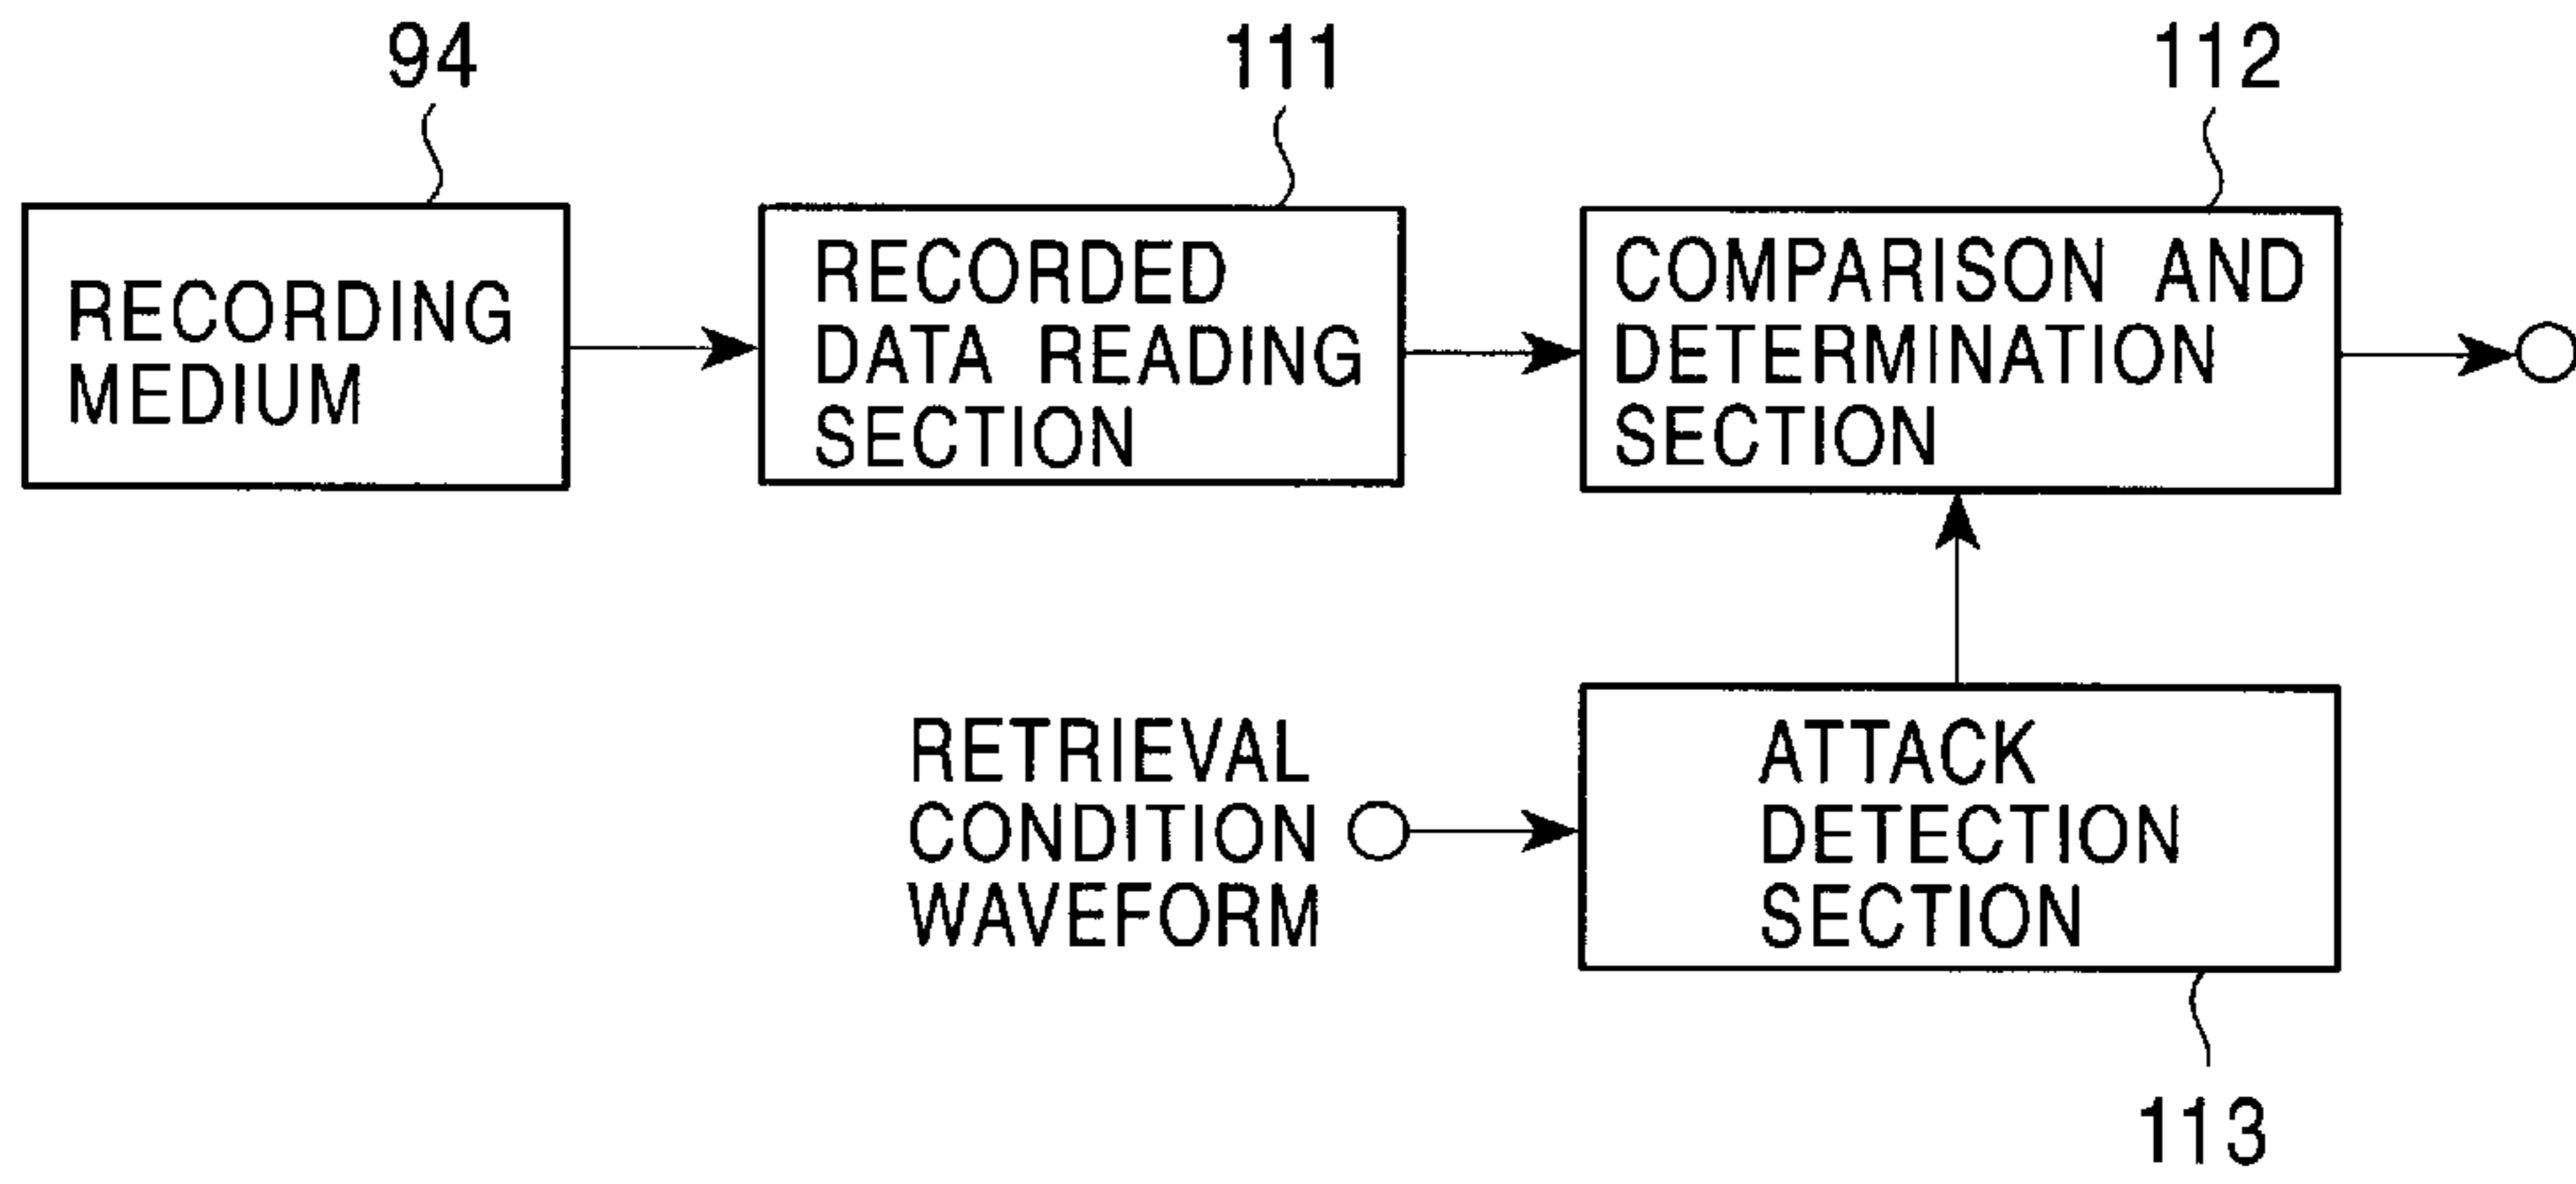 94
111
112
RECORDING
MEDIUM
RECORDED
DATA READING
SECTION
COMPARISON AND
DETERMINATION
SECTION
RETRIEVAL
CONDITION
WAVEFORM
ATTACK
DETECTION
SECTION
113